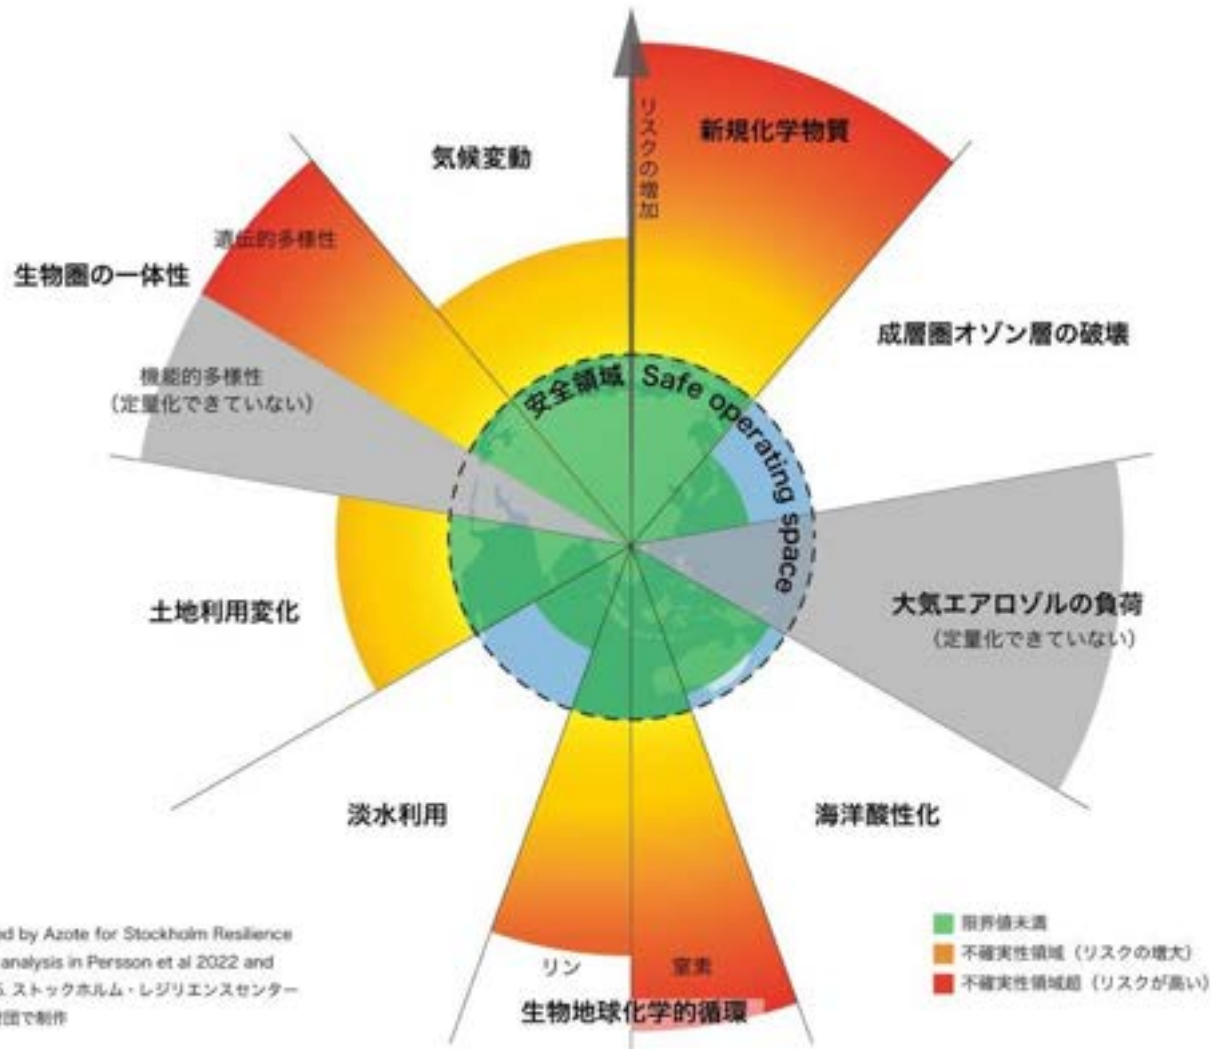 リスクの増加
新規化学物質
気候変動
遺伝的多様性
生物圏の一体性
成層圏オゾン層の破壊
機能的多様性
（定量化できていない）
安全領域 Safe operating space
大気エアロゾルの負荷
（定量化できていない）
土地利用変化
淡水利用
海洋酸性化
リン
窒素
生物地球化学的循環
限界値未満
不確実性領域（リスクの増大）
不確実性領域超（リスクが高い）
ed by Azote for Stockholm Resilience
analysis in Persson et al 2022 and
5. ストックホルム・レジリエンスセンター
団で制作